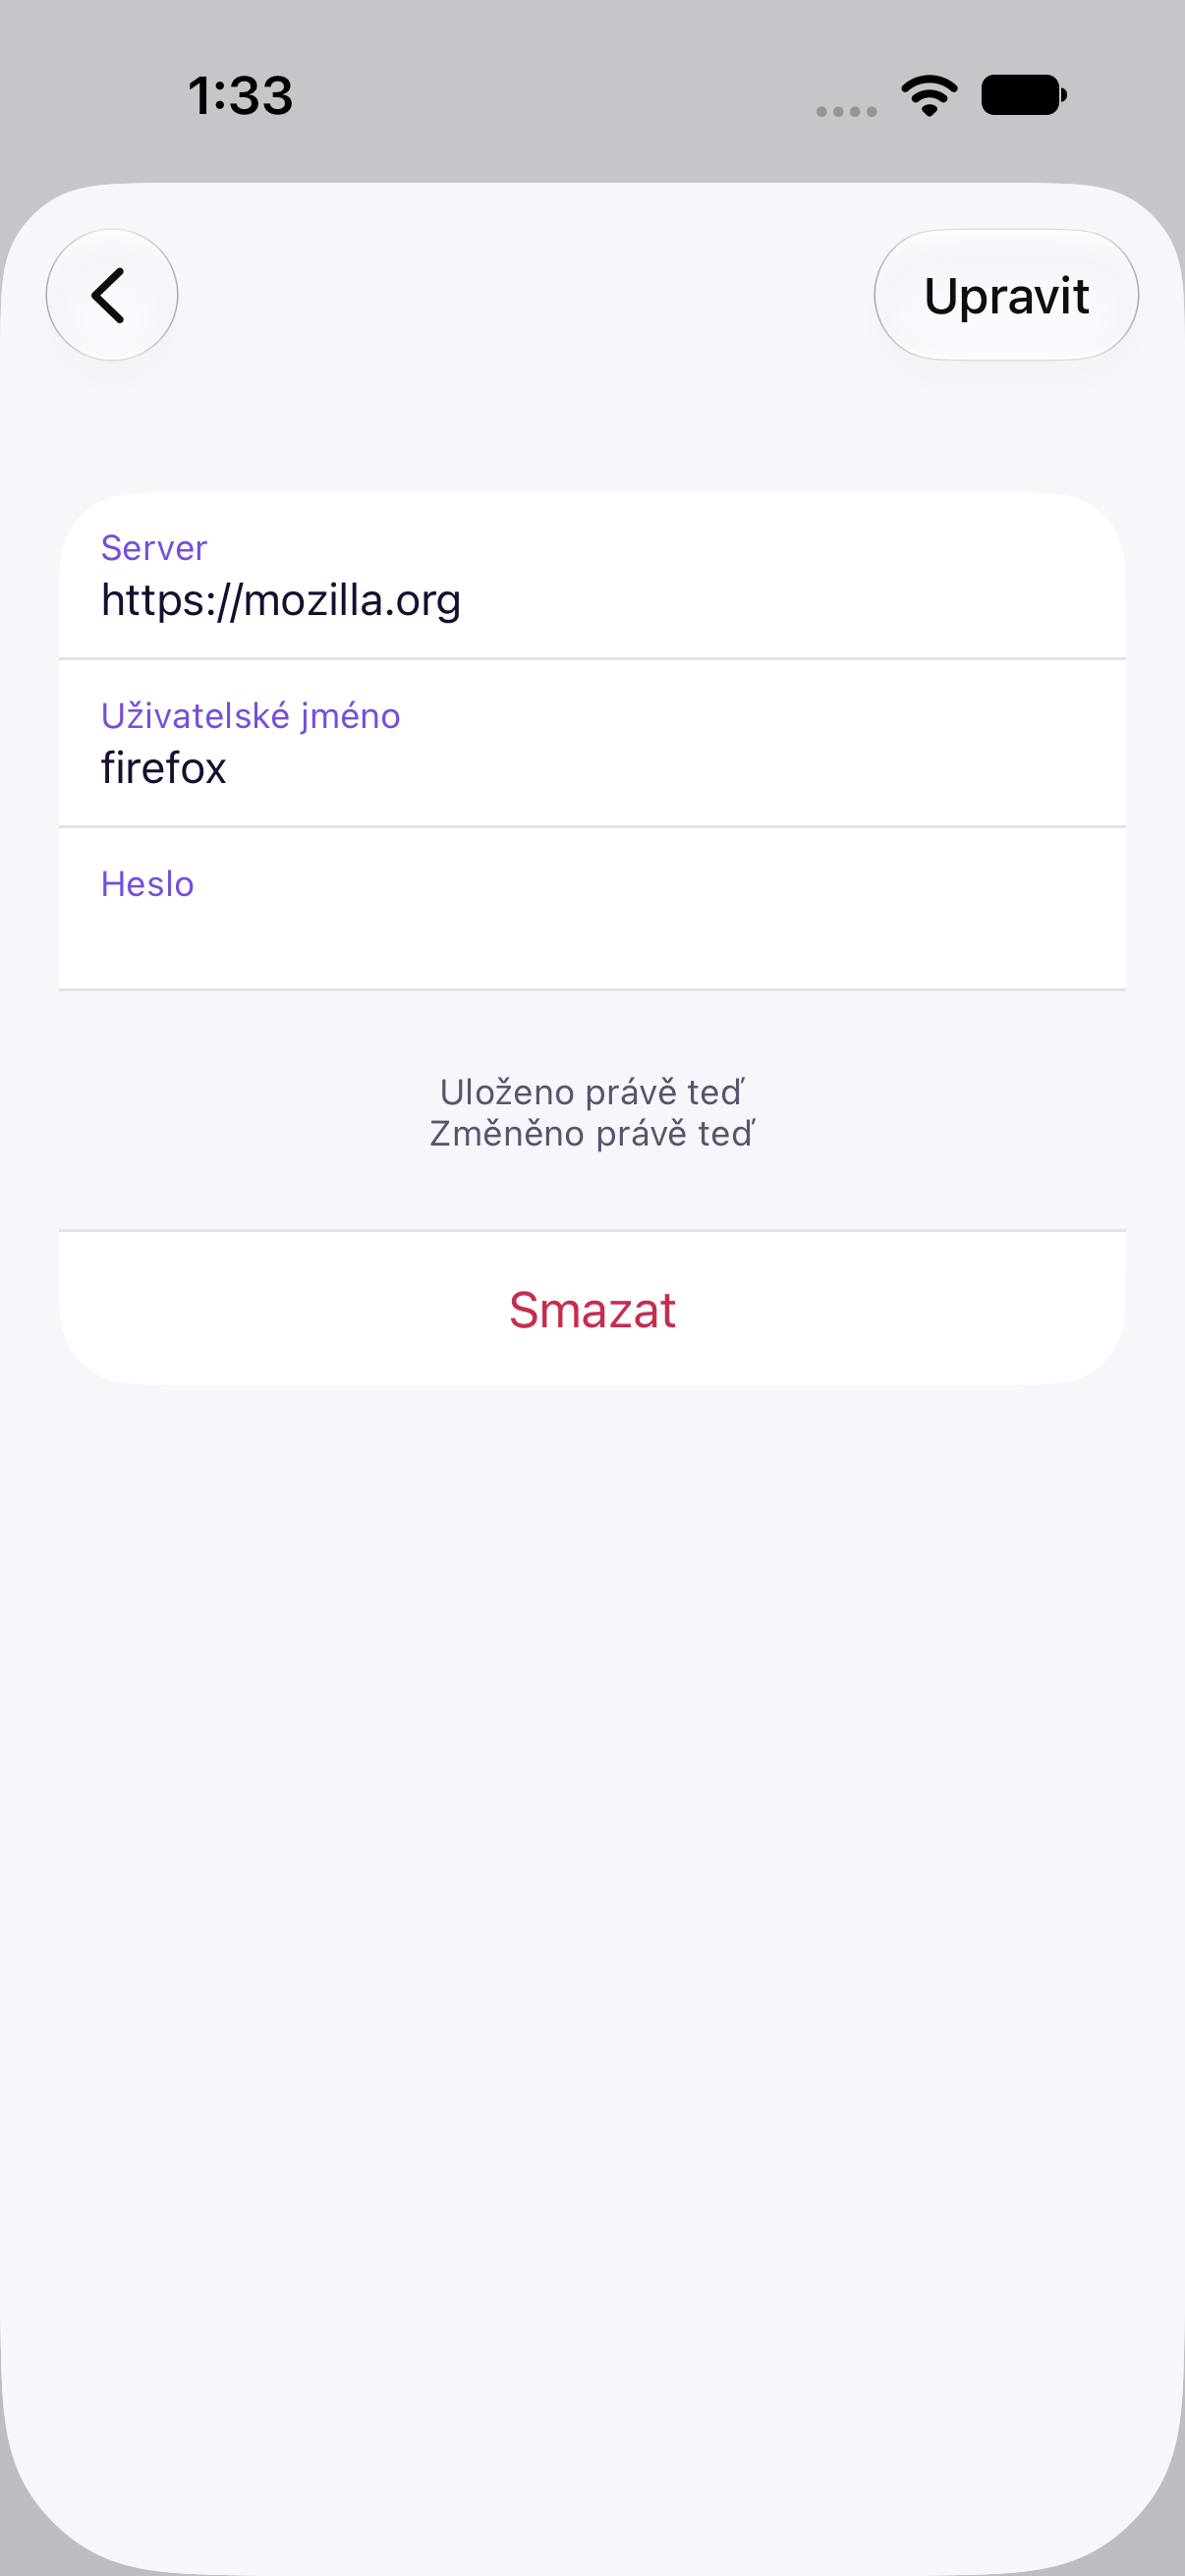 1:33
Upravit
Server
https://mozilla.org
Uživatelské jméno
firefox
Heslo
Uloženo právě teď
Změněno právě teď
Smazat